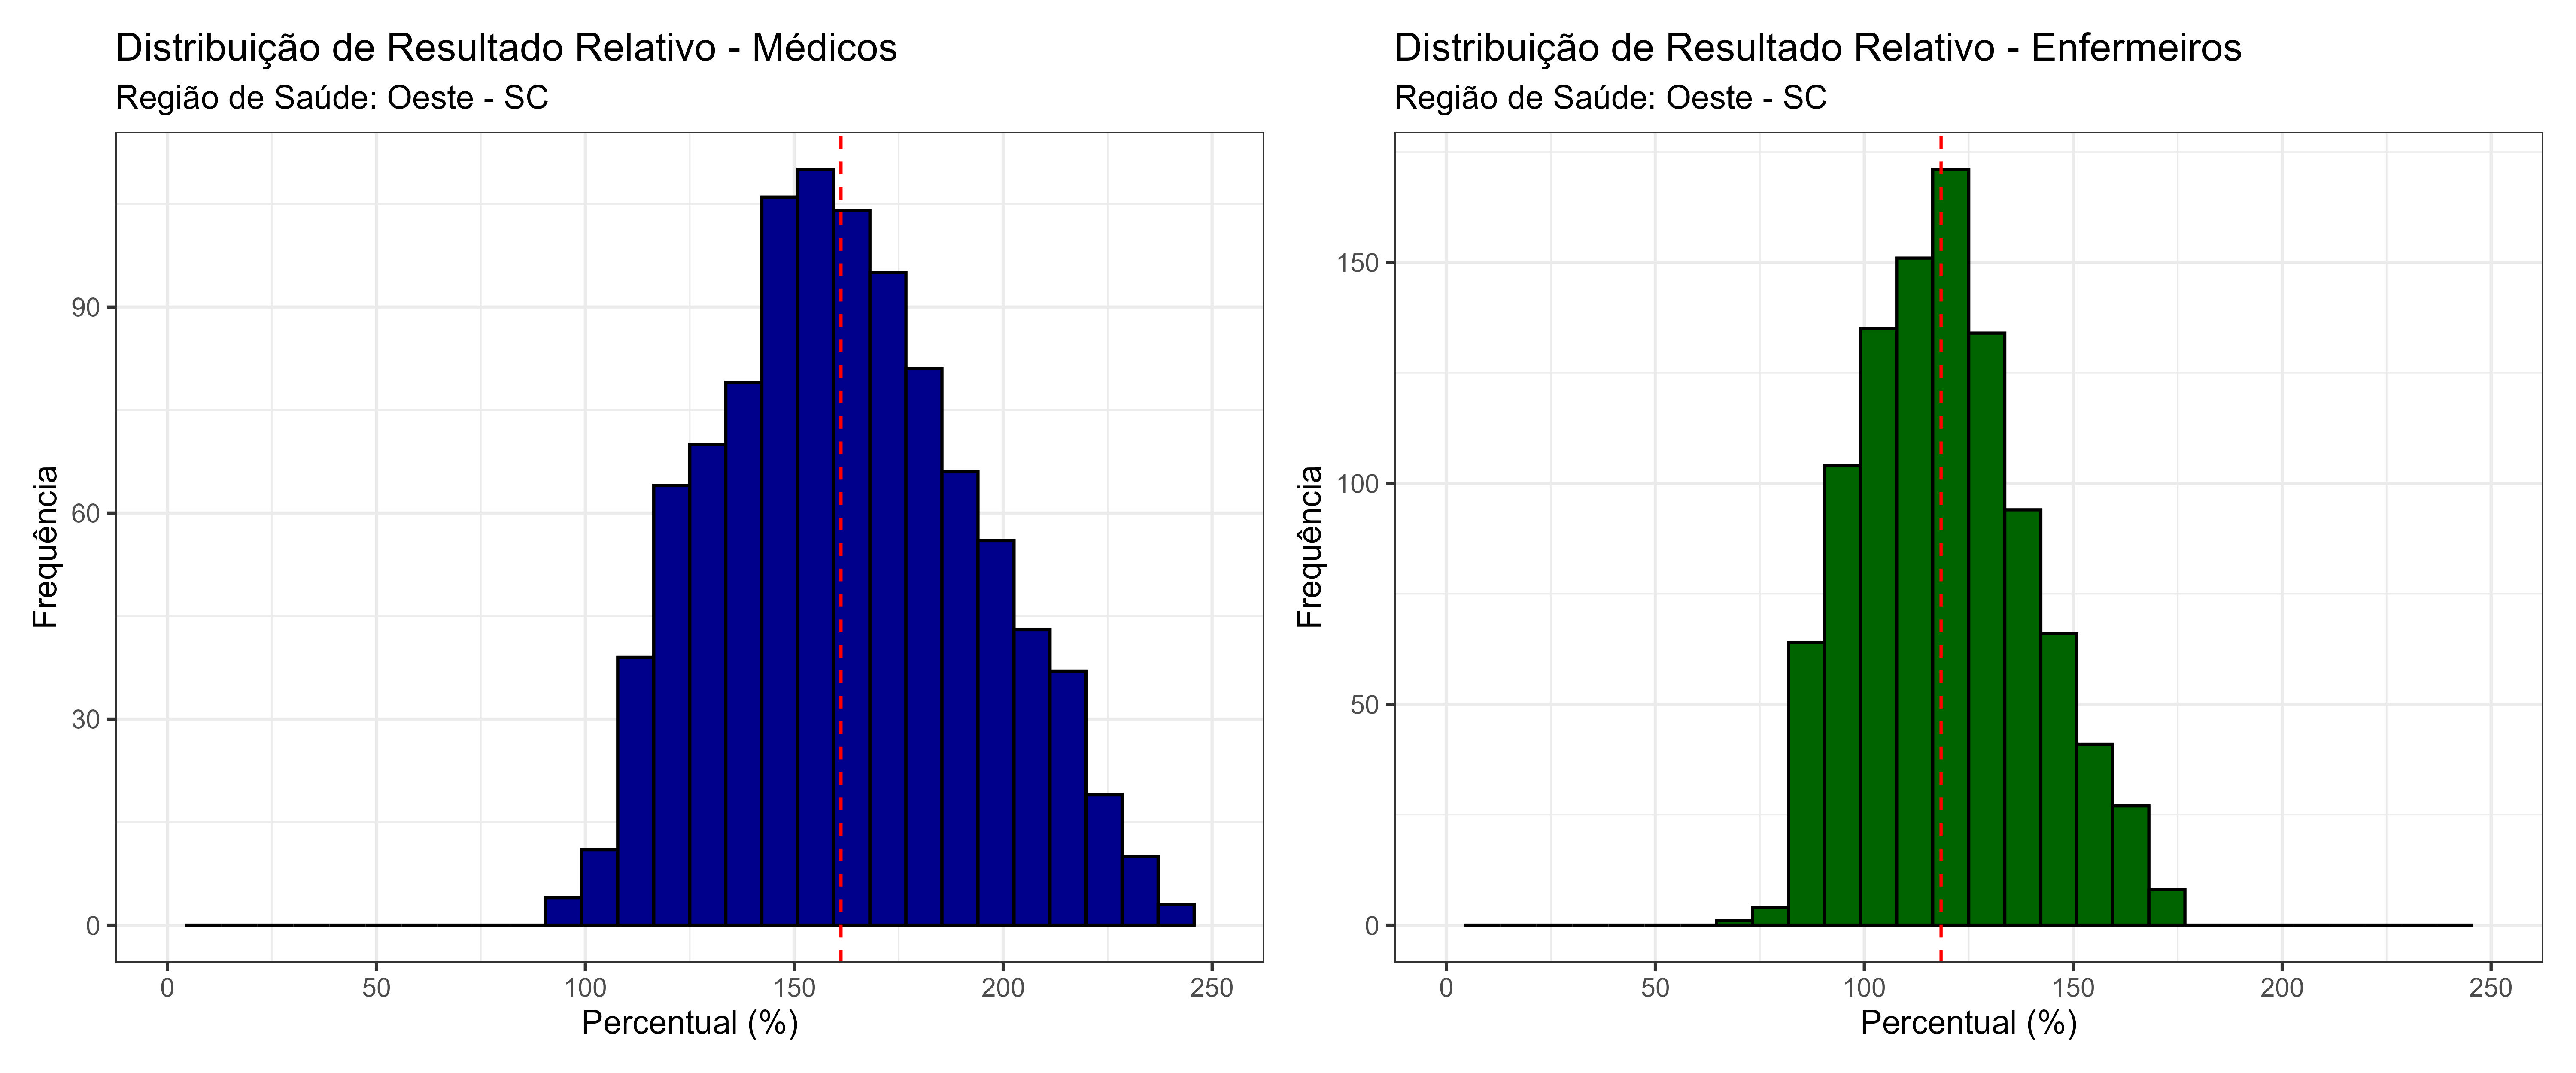 Distribuição de Resultado Relativo - Médicos
Região de Saúde: Oeste - SC
Frequência
90
60
30
0
0 50 100 150 200 250
Percentual (%)
Distribuição de Resultado Relativo - Enfermeiros
Região de Saúde: Oeste - SC
Frequência
150
100
50
0
0 50 100 150 200 250
Percentual (%)